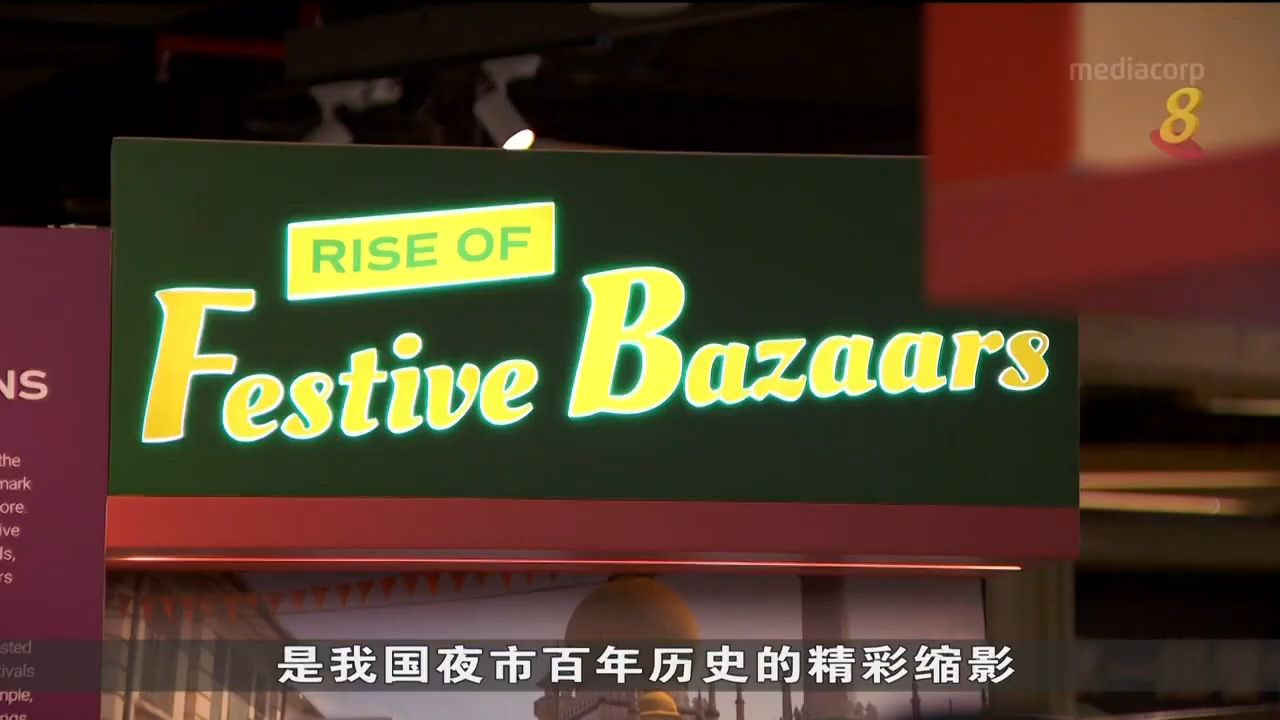 mediacorp
8
RISE OF
Festive Bazaars
NS
the
mark
ore.
ive
ls,
rs
sted
tivals
mple,
ngs
是我国夜市百年历史的精彩缩影